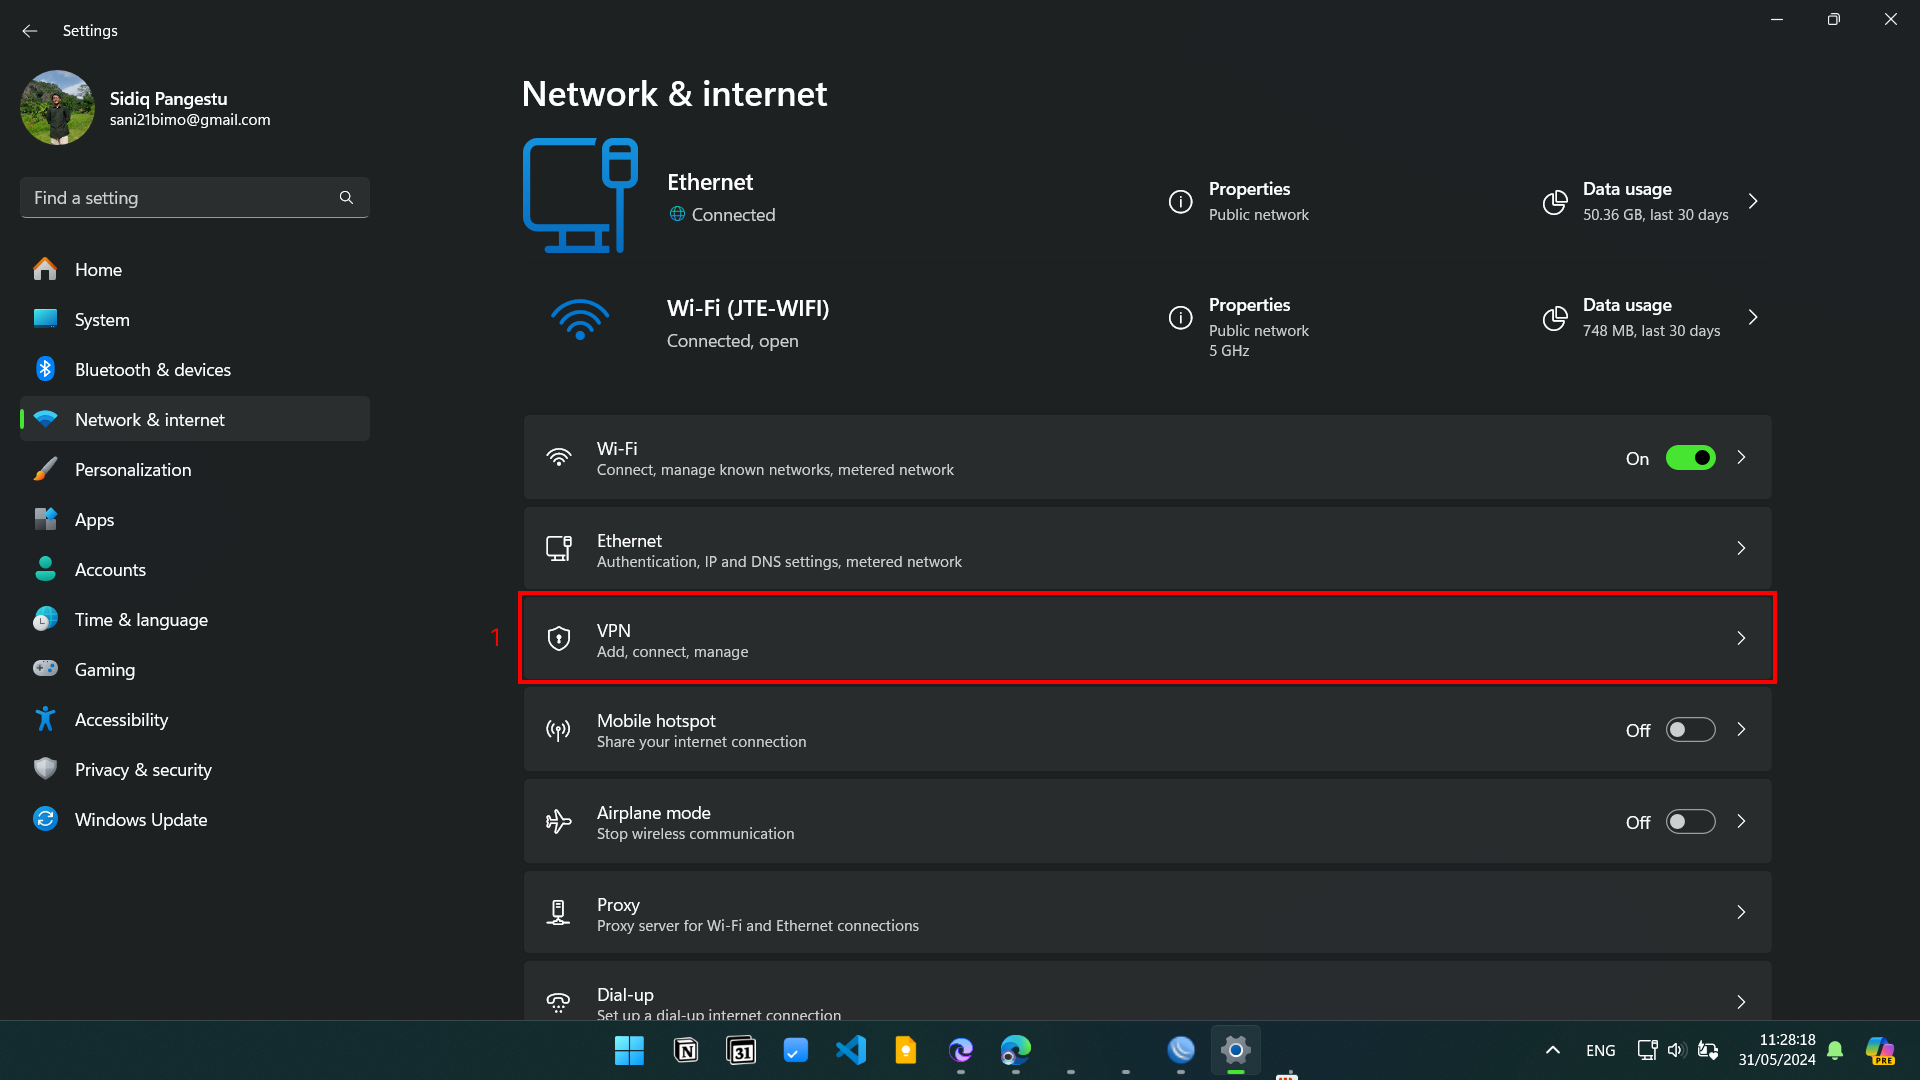 Settings
Sidiq Pangestu
sani21bimo@gmail.com
Find a setting
Home
System
Bluetooth & devices
Network & internet
Personalization
Apps
Accounts
Time & language
Gaming
Accessibility
Privacy & security
Windows Update
Network & internet
Ethernet
Connected
Properties
Public network
Data usage
50.36 GB, last 30 days
Wi-Fi (JTE-WIFI)
Connected, open
Properties
Public network
5 GHz
Data usage
748 MB, last 30 days
Wi-Fi
Connect, manage known networks, metered network
On
Ethernet
Authentication, IP and DNS settings, metered network
1
VPN
Add, connect, manage
Mobile hotspot
Share your internet connection
Off
Airplane mode
Stop wireless communication
Off
Proxy
Proxy server for Wi-Fi and Ethernet connections
Dial-up
Set up a dial-up internet connection
31
ENG
11:28:18
31/05/2024
PRE